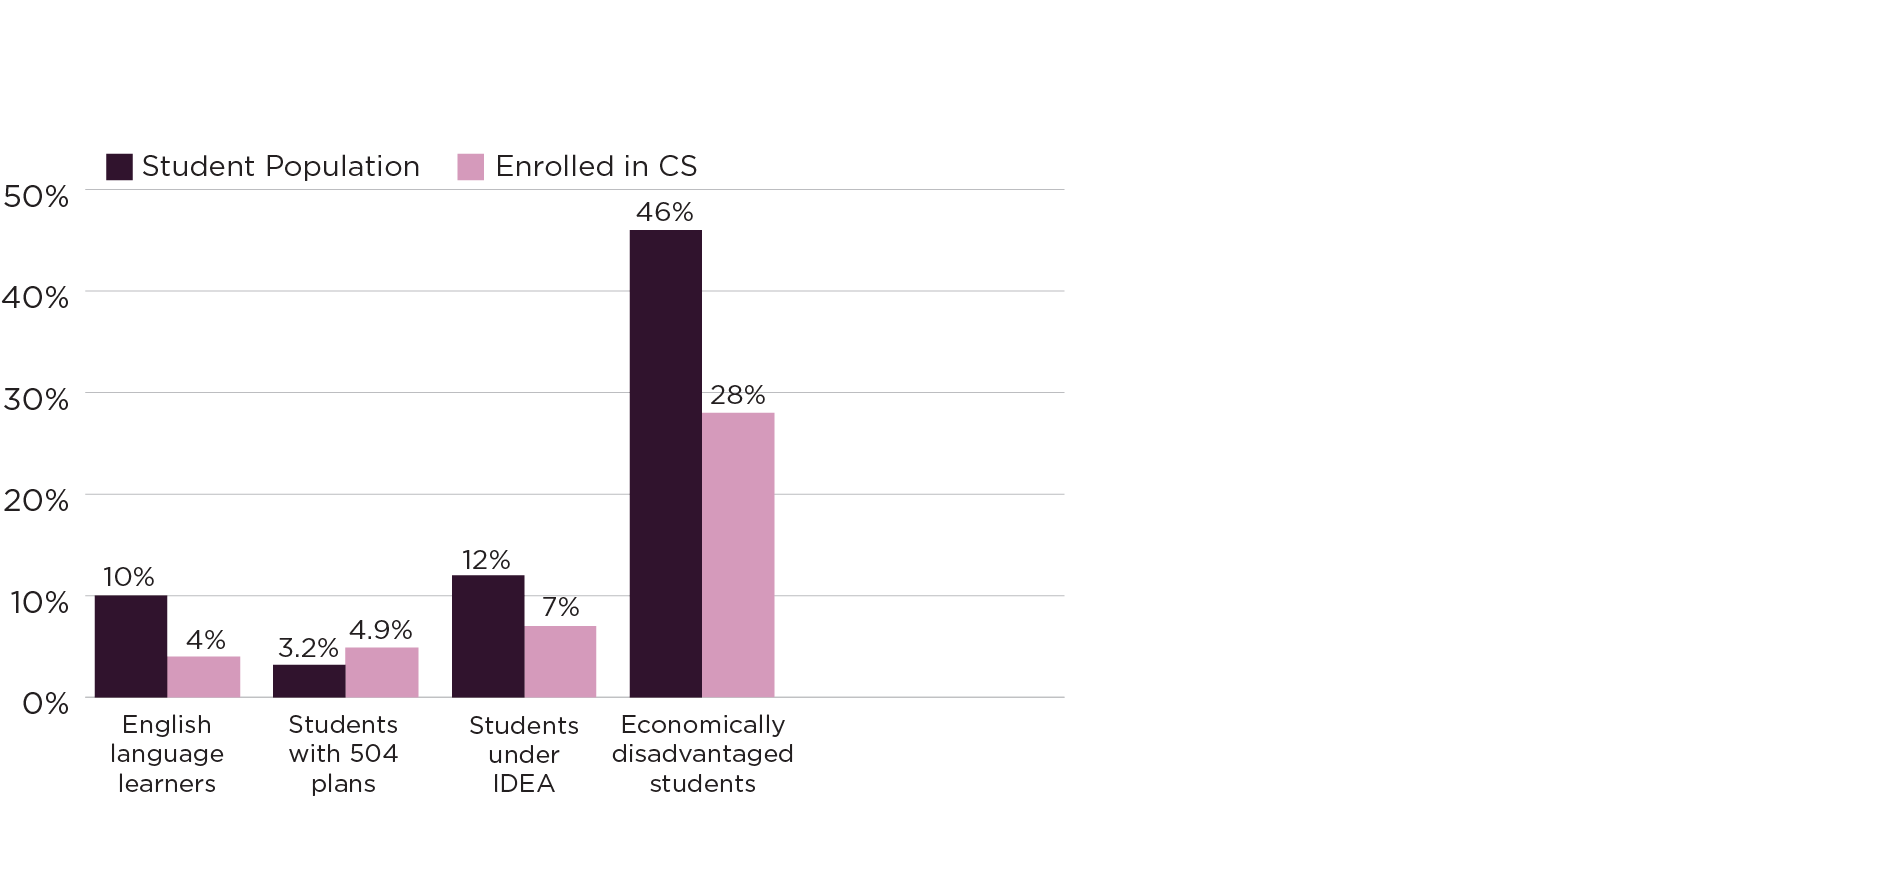 Student Population
Enrolled in CS
50%
40%
30%
20%
10%
0%
10%
4%
3.2%
4.9%
12%
7%
46%
28%
English
language
learners
Students
with 504
plans
Students
under
IDEA
Economically
disadvantaged
students